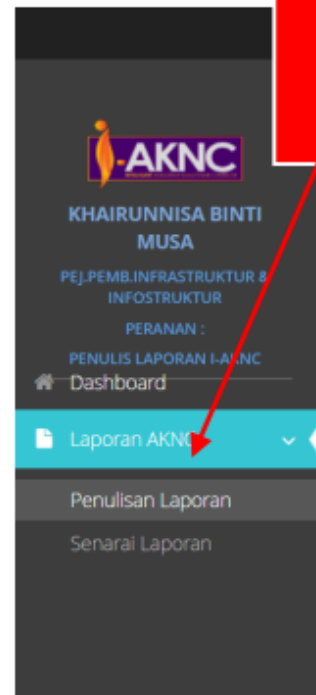 i-AKNC
KHAIRUNNISA BINTI
MUSA
PEJ.PEMB.INFRASTRUKTUR &
INFOSTRUKTUR
PERANAN :
PENULIS LAPORAN I-AKNC
Dashboard
Laporan AKNC
Penulisan Laporan
Senarai Laporan